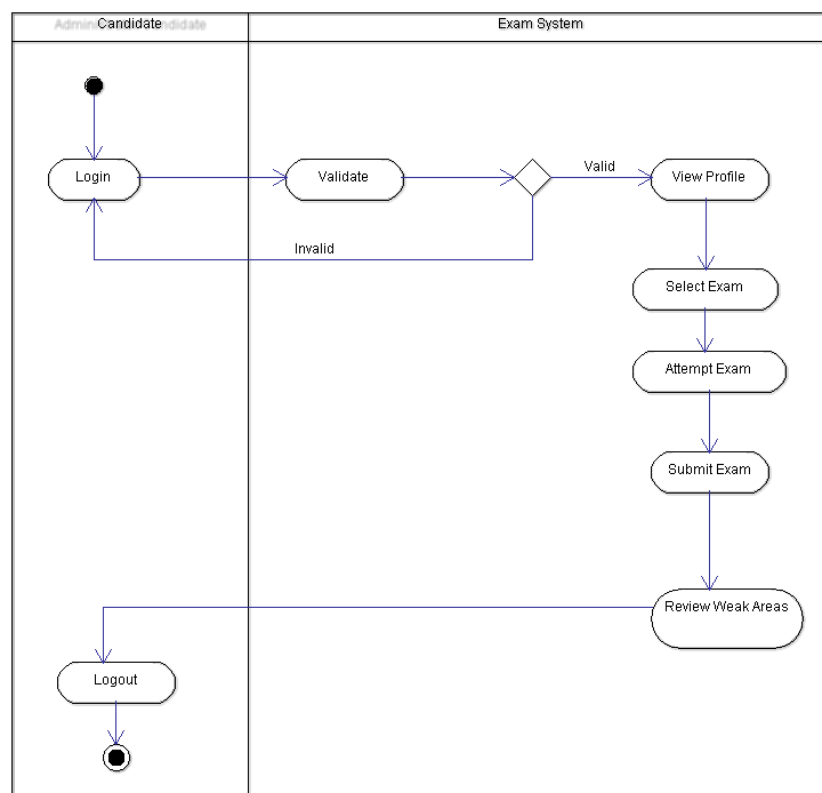 Candidate
Exam System
Login
Validate
Valid
View Profile
Invalid
Select Exam
Attempt Exam
Submit Exam
Review Weak Areas
Logout